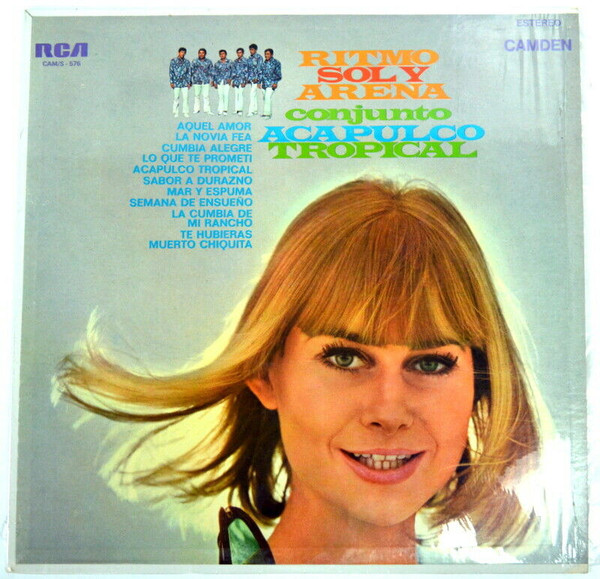 RCA
CAM/S - 576
ESTEREO
CAMDEN
RITMO
SOL Y
ARENA
conjunto
ACAPULCO
TROPICAL
AQUEL AMOR
LA NOVIA FEA
CUMBIA ALEGRE
LO QUE TE PROMETI
ACAPULCO TROPICAL
SABOR A DURAZNO
MAR Y ESPUMA
SEMANA DE ENSUEÑO
LA CUMBIA DE
MI RANCHO
TE HUBIERAS
MUERTO CHIQUITA